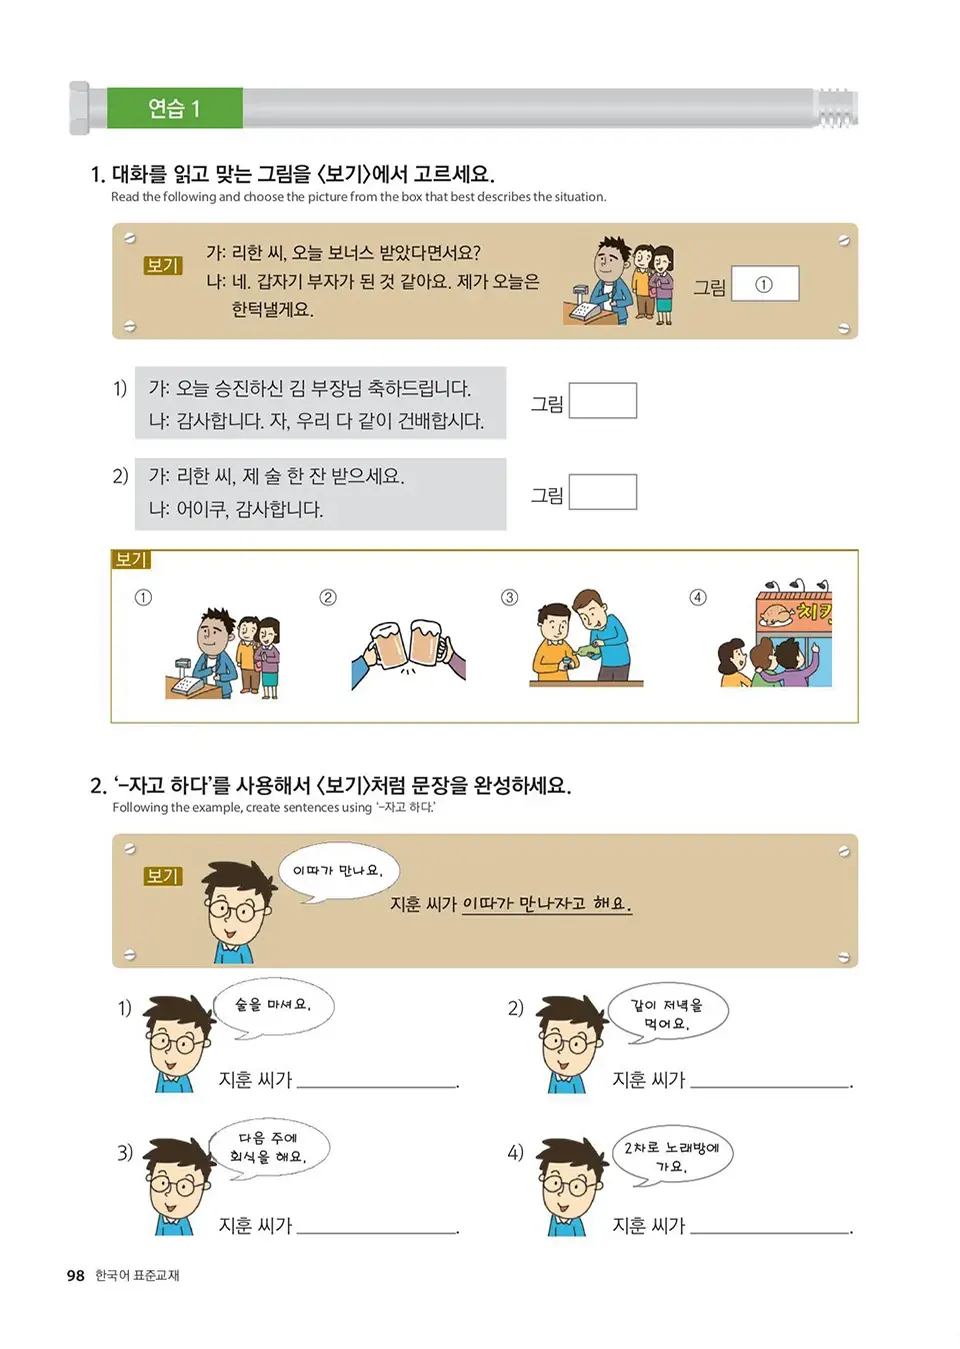 연습 1
1. 대화를 읽고 맞는 그림을 〈보기〉에서 고르세요.
Read the following and choose the picture from the box that best describes the situation.
보기
가: 리한 씨, 오늘 보너스 받았다면서요?
나: 네. 갑자기 부자가 된 것 같아요. 제가 오늘은
한턱낼게요.
그림 ①
1) 가: 오늘 승진하신 김 부장님 축하드립니다.
나: 감사합니다. 자, 우리 다 같이 건배합시다.
그림
2) 가: 리한 씨, 제 술 한 잔 받으세요.
나: 어이쿠, 감사합니다.
그림
보기
① ② ③ ④
치킨
2. ‘-자고 하다’를 사용해서 〈보기〉처럼 문장을 완성하세요.
Following the example, create sentences using ‘-자고 하다.’
보기
이따가 만나요.
지훈 씨가 이따가 만나자고 해요.
1) 술을 마셔요.
지훈 씨가 ________________.
2) 같이 저녁을
먹어요.
지훈 씨가 ________________.
3) 다음 주에
회식을 해요.
지훈 씨가 ________________.
4) 2차로 노래방에
가요.
지훈 씨가 ________________.
98 한국어 표준교재